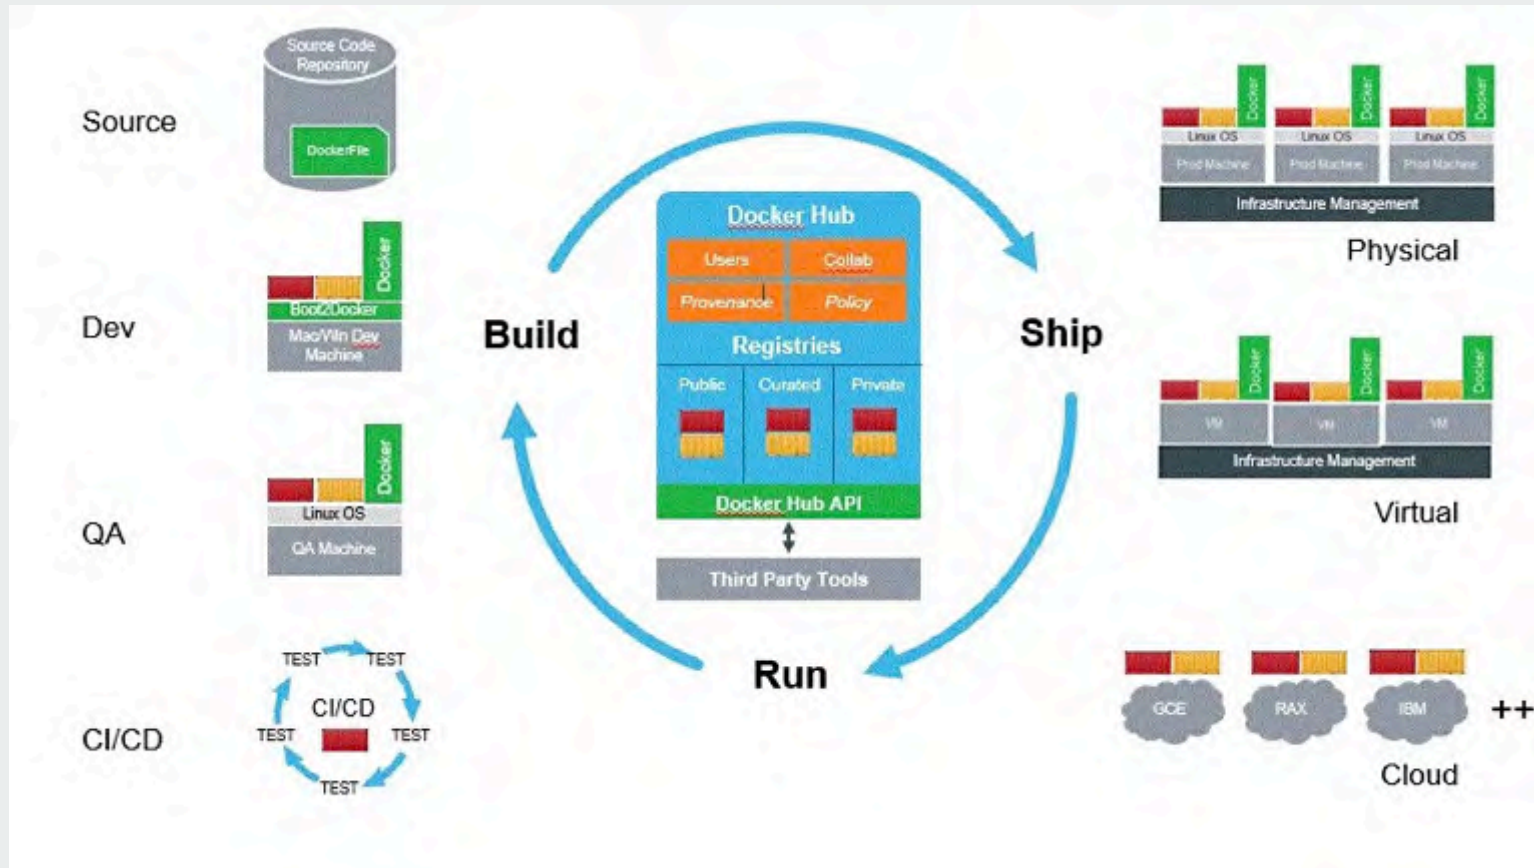 Source
Source Code
Repository
DockerFile
Dev
Docker
Boot2Docker
Mac/Win Dev
Machine
QA
Docker
Linux OS
QA Machine
CI/CD
TEST
TEST
TEST
TEST
TEST
CI/CD
Build
Ship
Run
Docker Hub
Users
Collab
Provenance
Policy
Registries
Public
Curated
Private
Docker Hub API
Third Party Tools
Docker
Docker
Docker
Linux OS
Linux OS
Linux OS
Prod Machine
Prod Machine
Prod Machine
Infrastructure Management
Physical
Docker
Docker
Docker
VM
VM
VM
Infrastructure Management
Virtual
GCE
RAX
IBM
++
Cloud